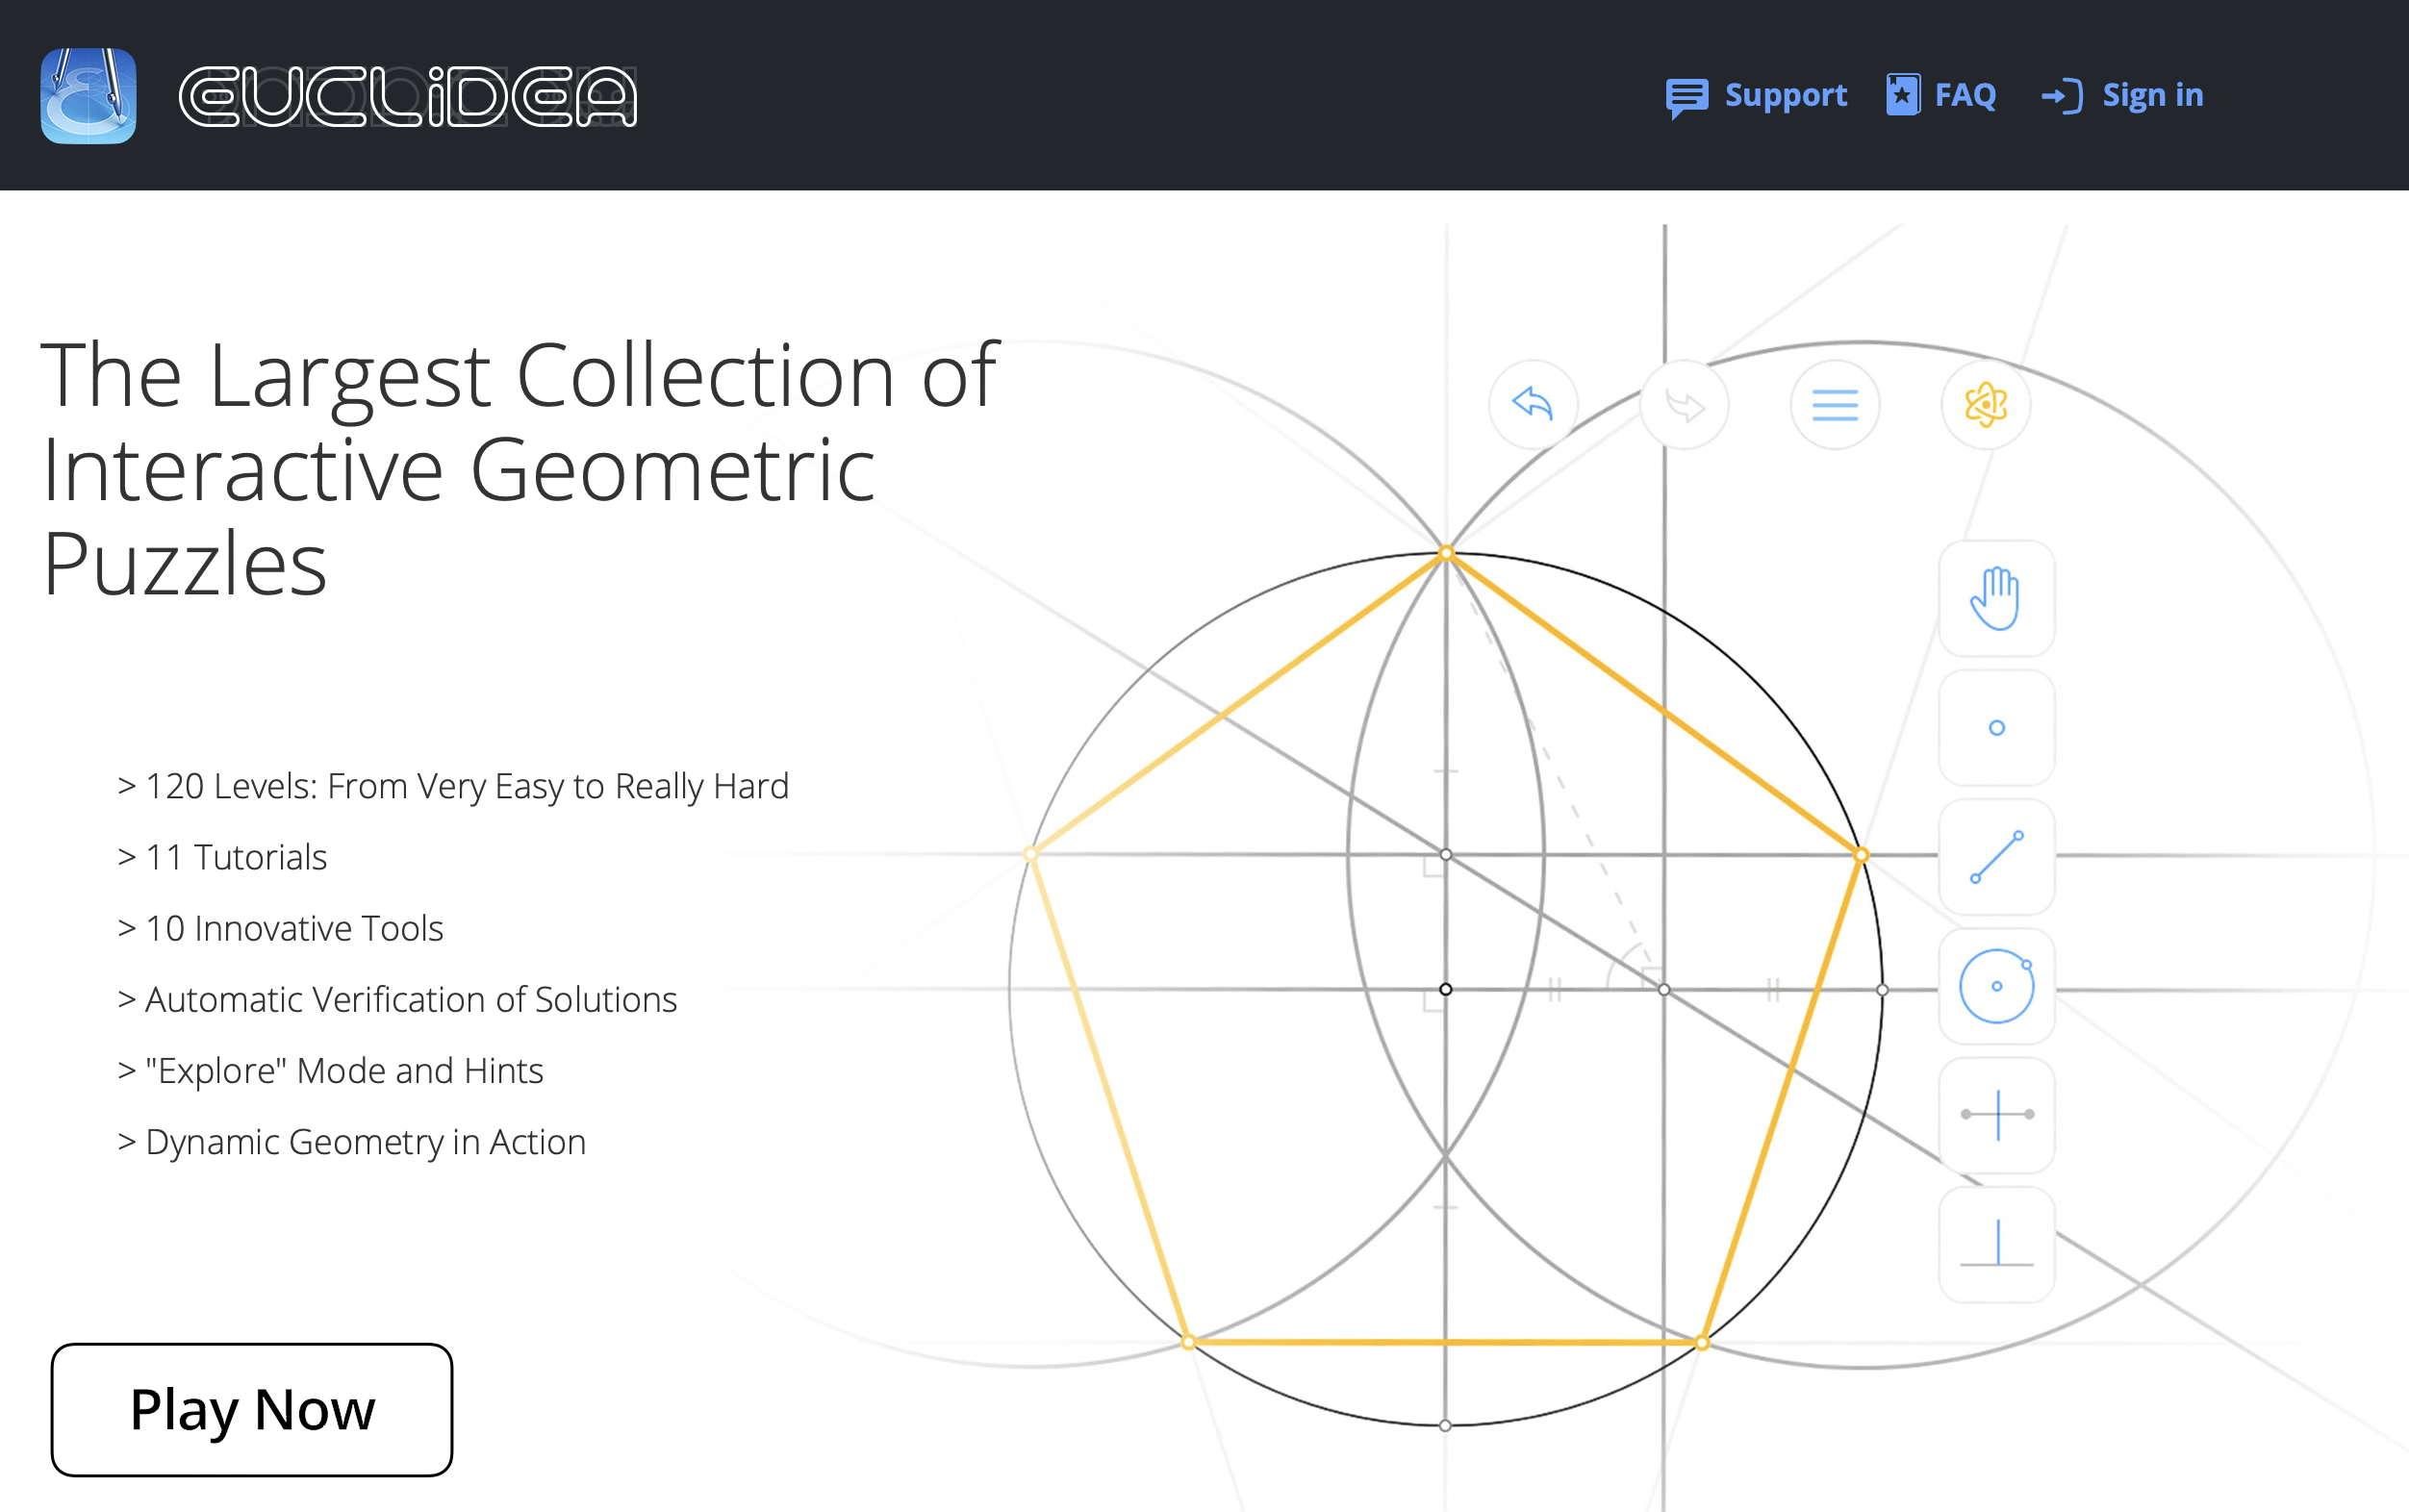 EUCLIDEA
Support
FAQ
Sign in
The Largest Collection of
Interactive Geometric
Puzzles
> 120 Levels: From Very Easy to Really Hard
> 11 Tutorials
> 10 Innovative Tools
> Automatic Verification of Solutions
> "Explore" Mode and Hints
> Dynamic Geometry in Action
Play Now